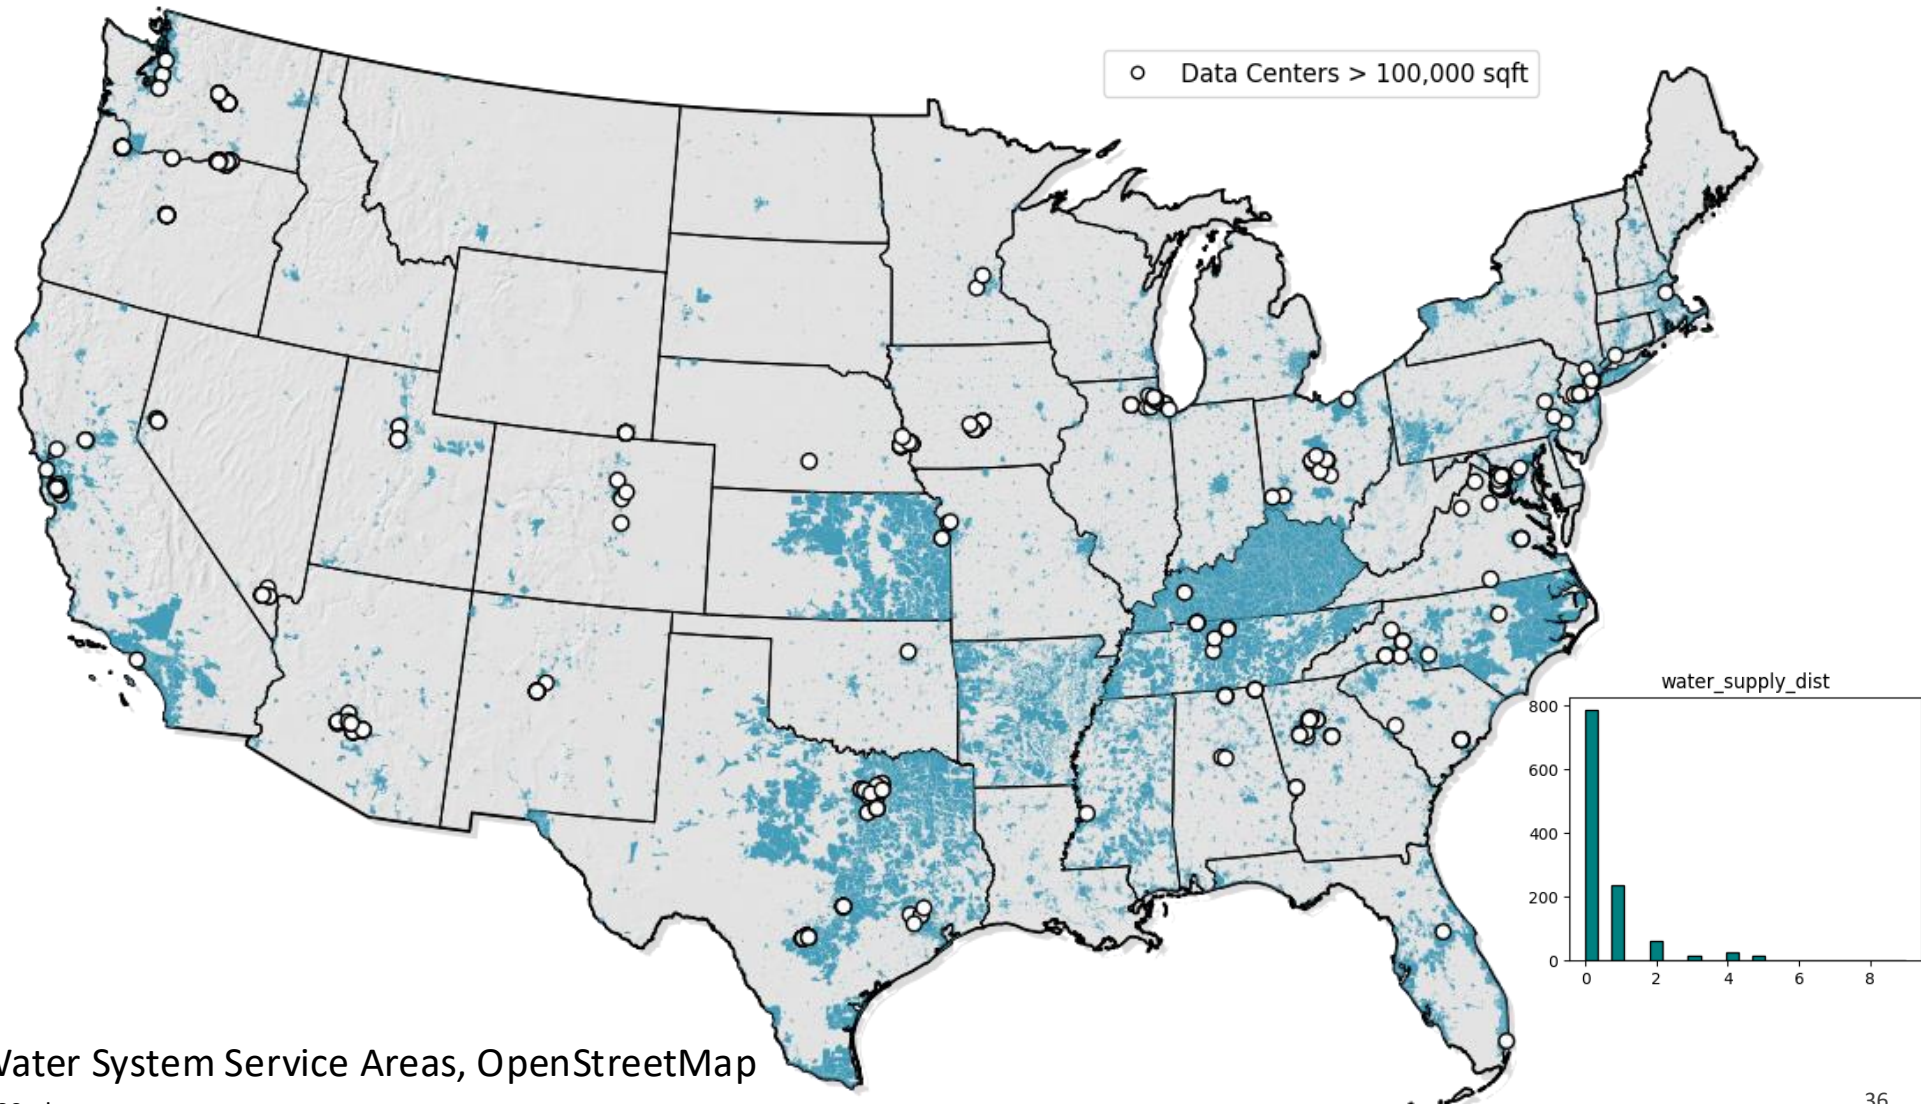 Data Centers > 100,000 sqft
water_supply_dist
800
600
400
200
0
0 2 4 6 8
Water System Service Areas, OpenStreetMap
36